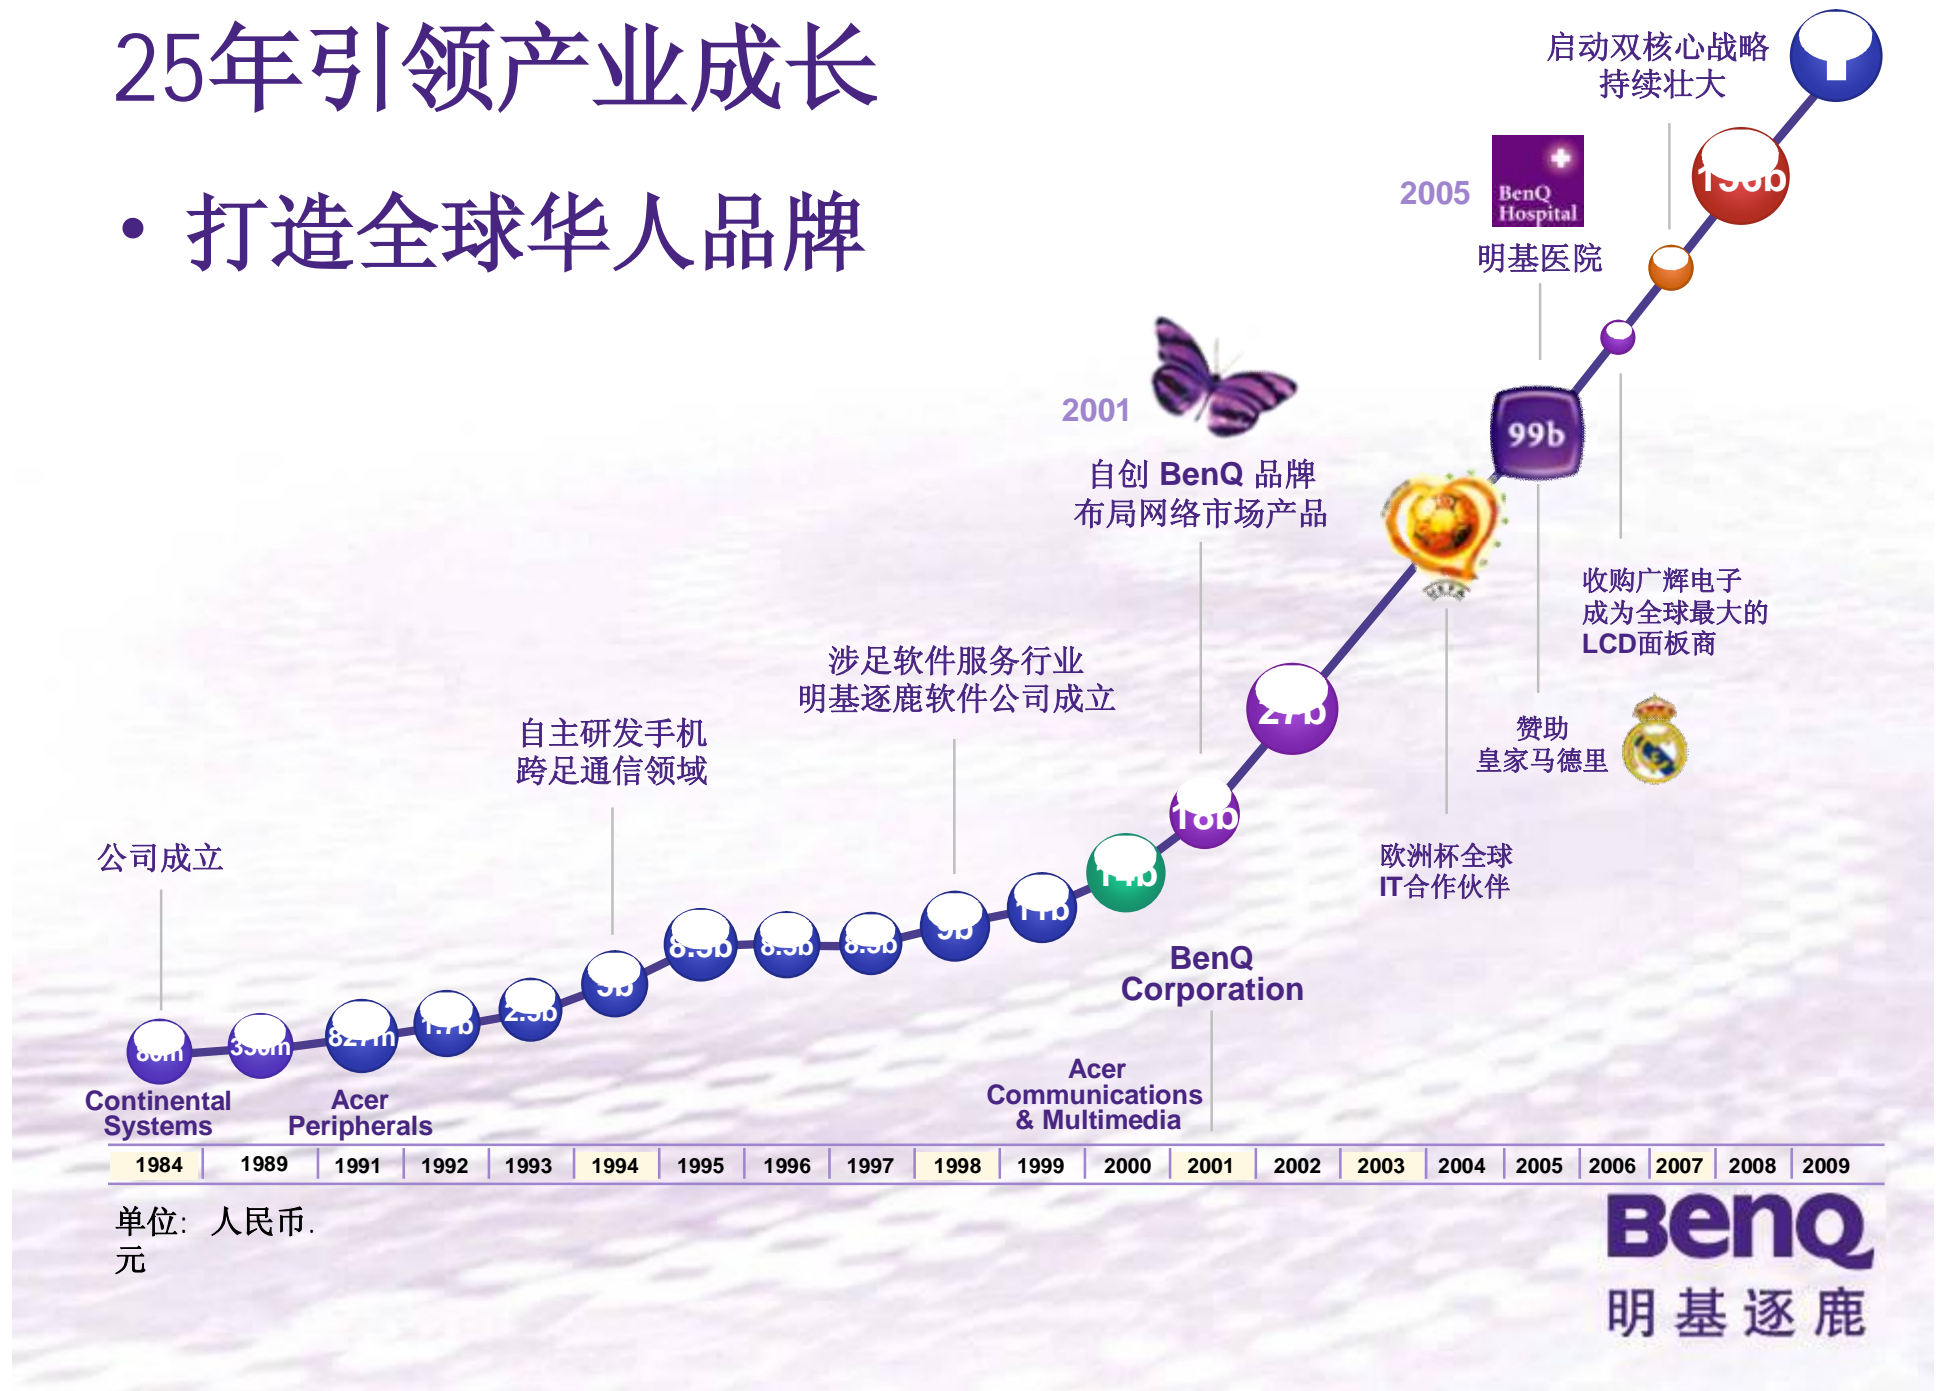 25年引领产业成长
• 打造全球华人品牌
启动双核心战略
持续壮大
2005
BenQ
Hospital
明基医院
2001
自创 BenQ 品牌
布局网络市场产品
99b
收购广辉电子
成为全球最大的
LCD面板商
赞助
皇家马德里
欧洲杯全球
IT合作伙伴
涉足软件服务行业
明基逐鹿软件公司成立
自主研发手机
跨足通信领域
公司成立
27b
18b
14b
11b
9b
BenQ
Corporation
Acer
Communications
& Multimedia
Continental
Systems
Acer
Peripherals
1984 1989 1991 1992 1993 1994 1995 1996 1997 1998 1999 2000 2001 2002 2003 2004 2005 2006 2007 2008 2009
单位: 人民币.
元
BenQ
明基逐鹿